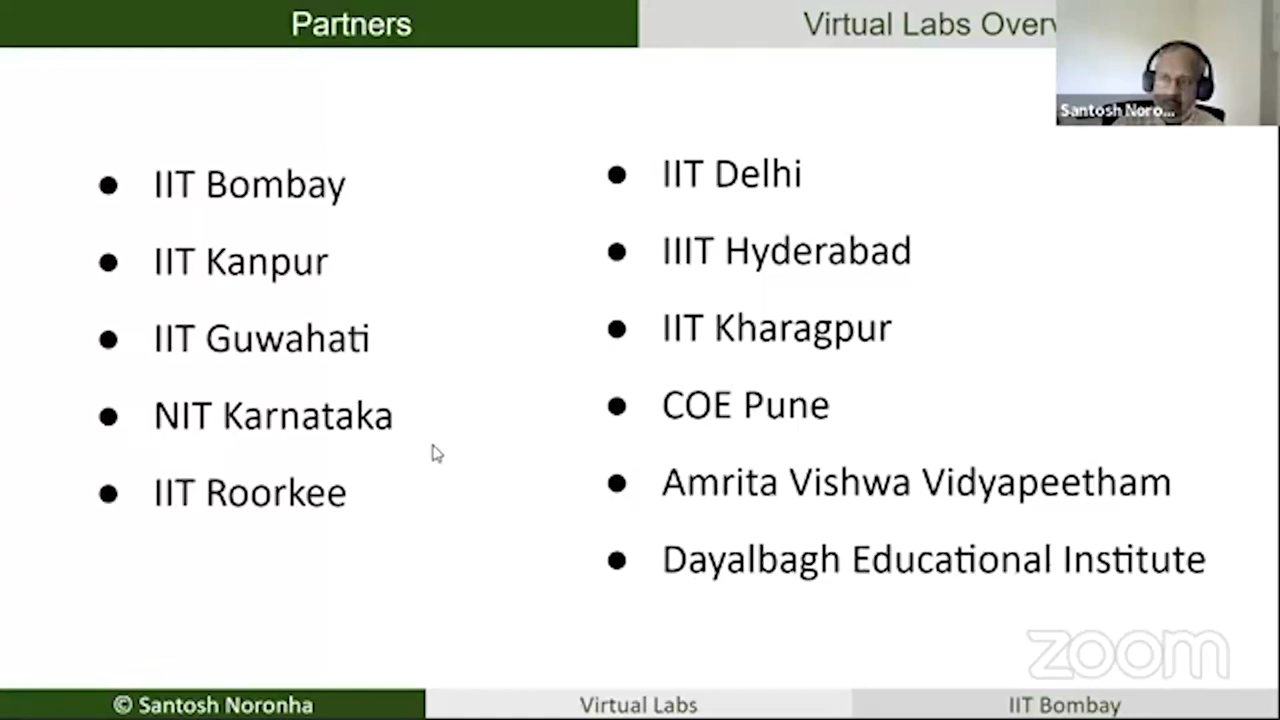 Partners
Virtual Labs Overv
Santosh Noro...
IIT Bombay
IIT Kanpur
IIT Guwahati
NIT Karnataka
IIT Roorkee
IIT Delhi
IIIT Hyderabad
IIT Kharagpur
COE Pune
Amrita Vishwa Vidyapeetham
Dayalbagh Educational Institute
zoom
© Santosh Noronha
Virtual Labs
IIT Bombay